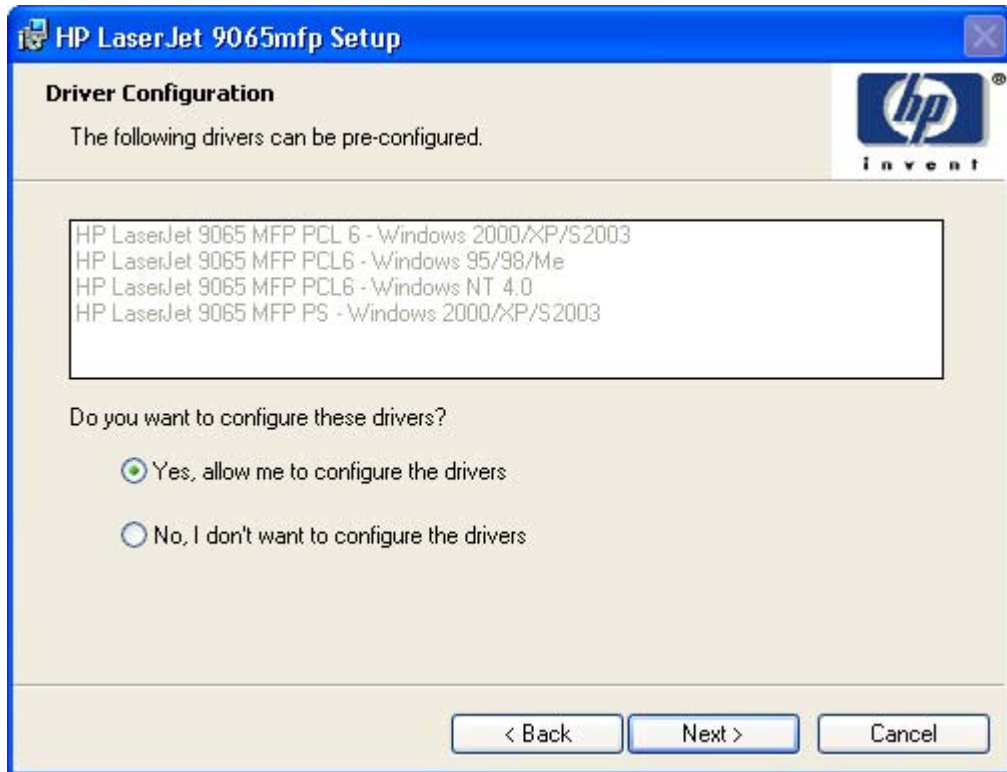 HP LaserJet 9065mfp Setup
Driver Configuration
The following drivers can be pre-configured.
hp
®
invent
HP LaserJet 9065 MFP PCL 6 - Windows 2000/XP/S2003
HP LaserJet 9065 MFP PCL6 - Windows 95/98/Me
HP LaserJet 9065 MFP PCL6 - Windows NT 4.0
HP LaserJet 9065 MFP PS - Windows 2000/XP/S2003
Do you want to configure these drivers?
Yes, allow me to configure the drivers
No, I don't want to configure the drivers
< Back
Next >
Cancel